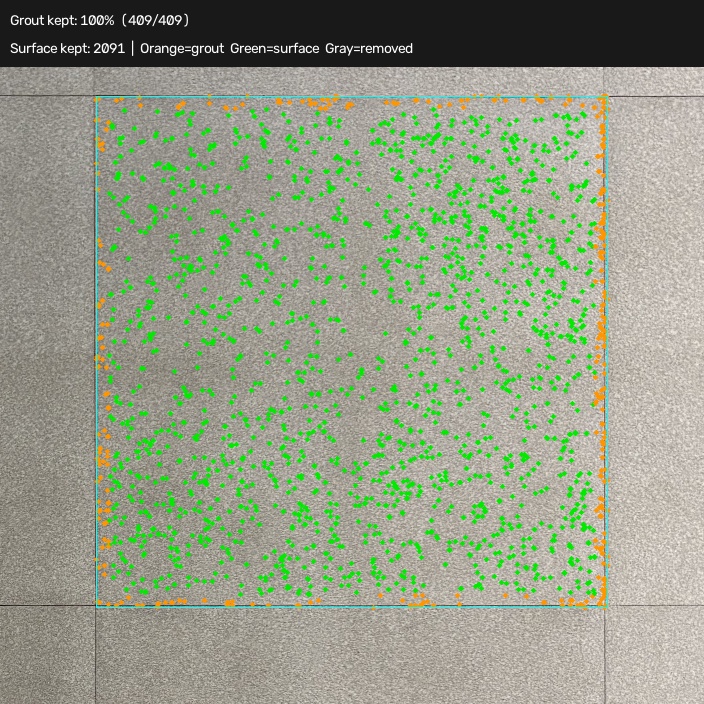 Grout kept: 100% (409/409)
Surface kept: 2091 | Orange=grout Green=surface Gray=removed